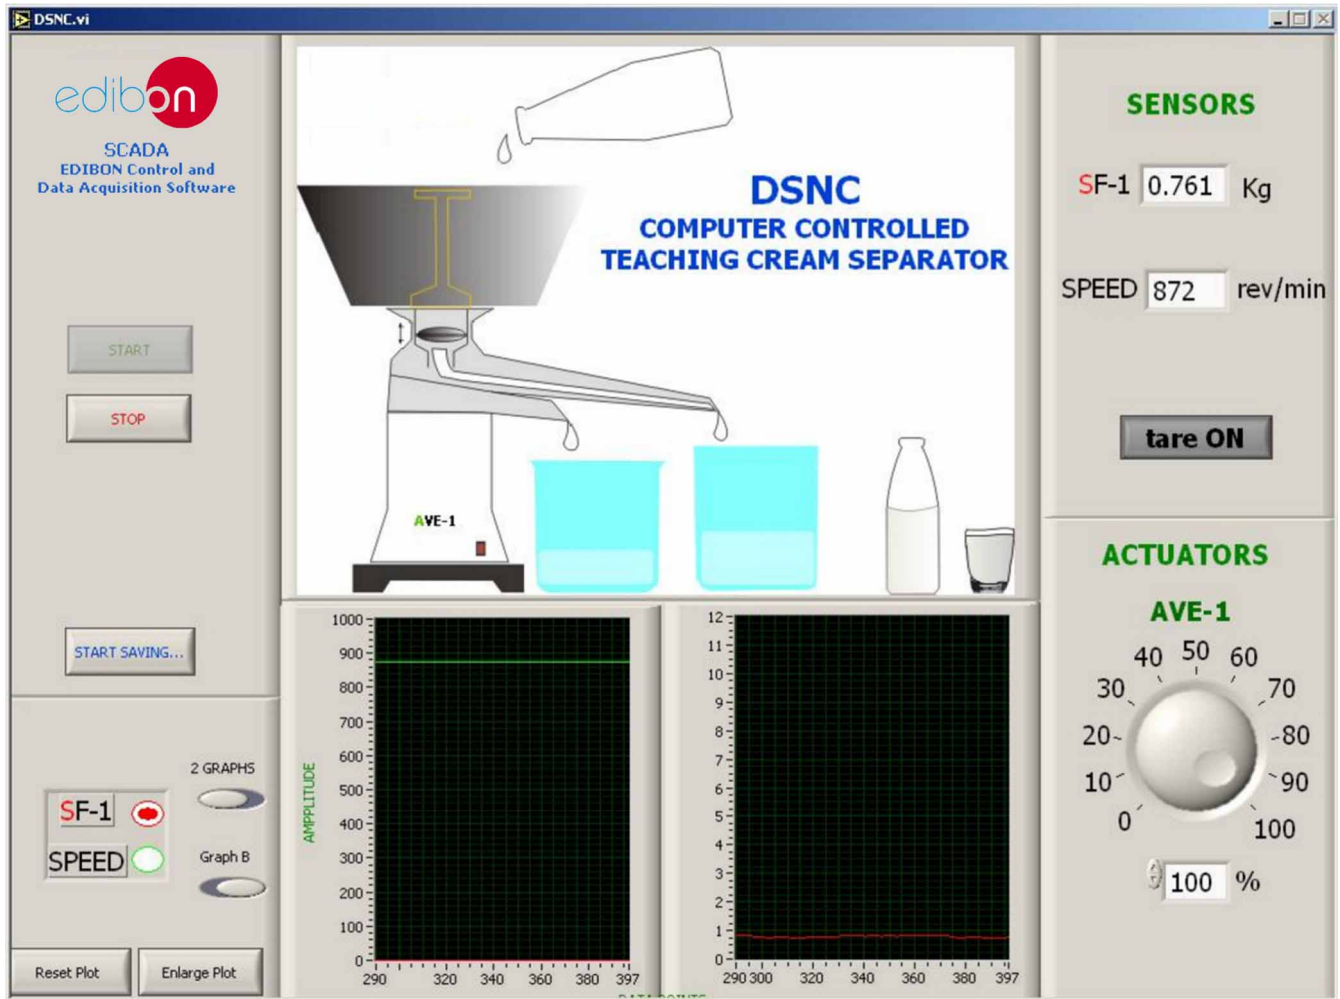 DSNC.vi
edibon
SCADA
EDIBON Control and
Data Acquisition Software
START
STOP
START SAVING...
2 GRAPHS
SF-1
SPEED
Graph B
Reset Plot
Enlarge Plot
DSNC
COMPUTER CONTROLLED
TEACHING CREAM SEPARATOR
AVE-1
1000
900
800
700
600
500
400
300
200
100
0
AMPPLITUDE
290 320 340 360 380 397
12
11
10
9
8
7
6
5
4
3
2
1
0
290 300 320 340 360 380 397
DATA POINTS
SENSORS
SF-1 0.761 Kg
SPEED 872 rev/min
tare ON
ACTUATORS
AVE-1
0 10 20 30 40 50 60 70 80 90 100
100 %